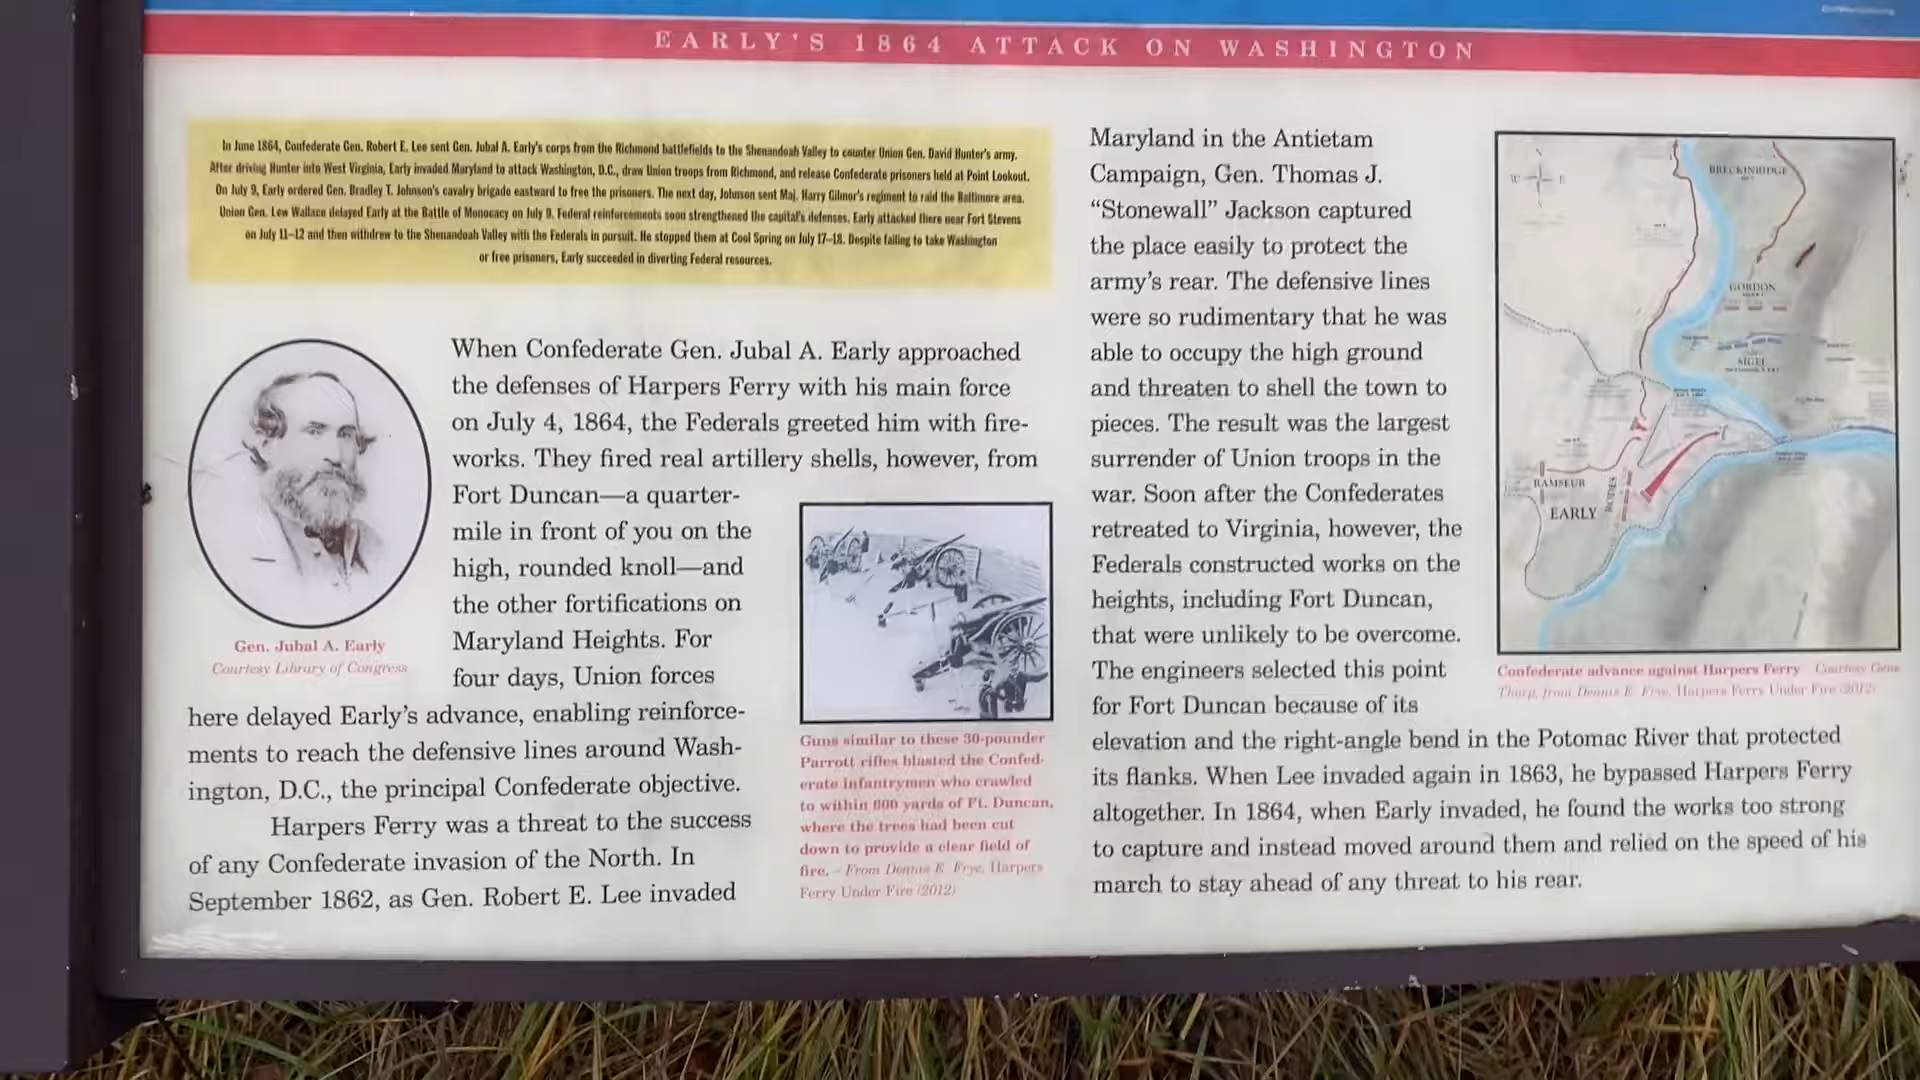 EARLY'S 1864 ATTACK ON WASHINGTON
In June 1864, Confederate Gen. Robert E. Lee sent Gen. Jubal A. Early's corps from the Richmond battlefields to the Shenandoah Valley to counter Union Gen. David Hunter's army.
After driving Hunter into West Virginia, Early invaded Maryland to attack Washington, D.C., draw Union troops from Richmond, and release Confederate prisoners held at Point Lookout.
On July 9, Early ordered Gen. Bradley T. Johnson's cavalry brigade eastward to free the prisoners. The next day, Johnson sent Maj. Harry Gilmor's regiment to raid the Baltimore area.
Union Gen. Lew Wallace delayed Early at the Battle of Monocacy on July 9. Federal reinforcements soon strengthened the capital's defenses. Early attacked there near Fort Stevens
on July 11–12 and then withdrew to the Shenandoah Valley with the Federals in pursuit. He stopped them at Cool Spring on July 17–18. Despite failing to take Washington
or free prisoners, Early succeeded in diverting Federal resources.
When Confederate Gen. Jubal A. Early approached
the defenses of Harpers Ferry with his main force
on July 4, 1864, the Federals greeted him with fire-
works. They fired real artillery shells, however, from
Fort Duncan—a quarter-
mile in front of you on the
high, rounded knoll—and
the other fortifications on
Maryland Heights. For
four days, Union forces
here delayed Early's advance, enabling reinforce-
ments to reach the defensive lines around Wash-
ington, D.C., the principal Confederate objective.
Harpers Ferry was a threat to the success
of any Confederate invasion of the North. In
September 1862, as Gen. Robert E. Lee invaded
Gen. Jubal A. Early
Courtesy Library of Congress
Guns similar to these 30-pounder
Parrott rifles blasted the Confed-
erate infantrymen who crawled
to within 600 yards of Ft. Duncan,
where the trees had been cut
down to provide a clear field of
fire. – From Dennis E. Frye, Harpers
Ferry Under Fire (2012)
Maryland in the Antietam
Campaign, Gen. Thomas J.
“Stonewall” Jackson captured
the place easily to protect the
army's rear. The defensive lines
were so rudimentary that he was
able to occupy the high ground
and threaten to shell the town to
pieces. The result was the largest
surrender of Union troops in the
war. Soon after the Confederates
retreated to Virginia, however, the
Federals constructed works on the
heights, including Fort Duncan,
that were unlikely to be overcome.
The engineers selected this point
for Fort Duncan because of its
elevation and the right-angle bend in the Potomac River that protected
its flanks. When Lee invaded again in 1863, he bypassed Harpers Ferry
altogether. In 1864, when Early invaded, he found the works too strong
to capture and instead moved around them and relied on the speed of his
march to stay ahead of any threat to his rear.
N
W E
BRECKINRIDGE
GORDON
SIGEL
RAMSEUR
RODES
EARLY
Confederate advance against Harpers Ferry Courtesy Gene
Thorp, from Dennis E. Frye, Harpers Ferry Under Fire (2012)